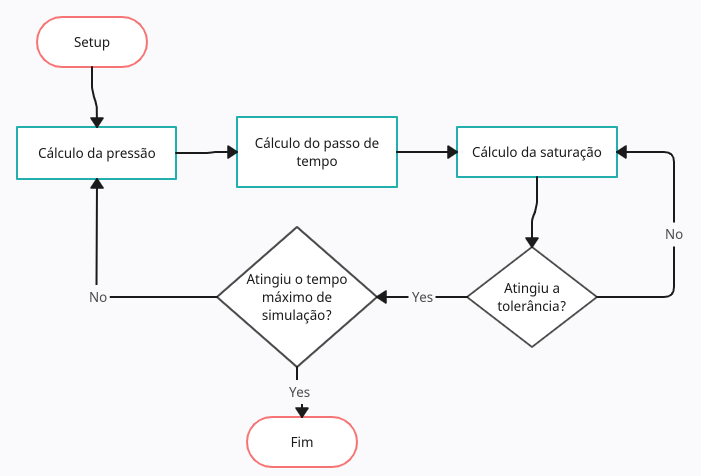 Setup
Cálculo da pressão
Cálculo do passo de
tempo
Cálculo da saturação
No
Atingiu a
tolerância?
Yes
Atingiu o tempo
máximo de
simulação?
No
Yes
Fim